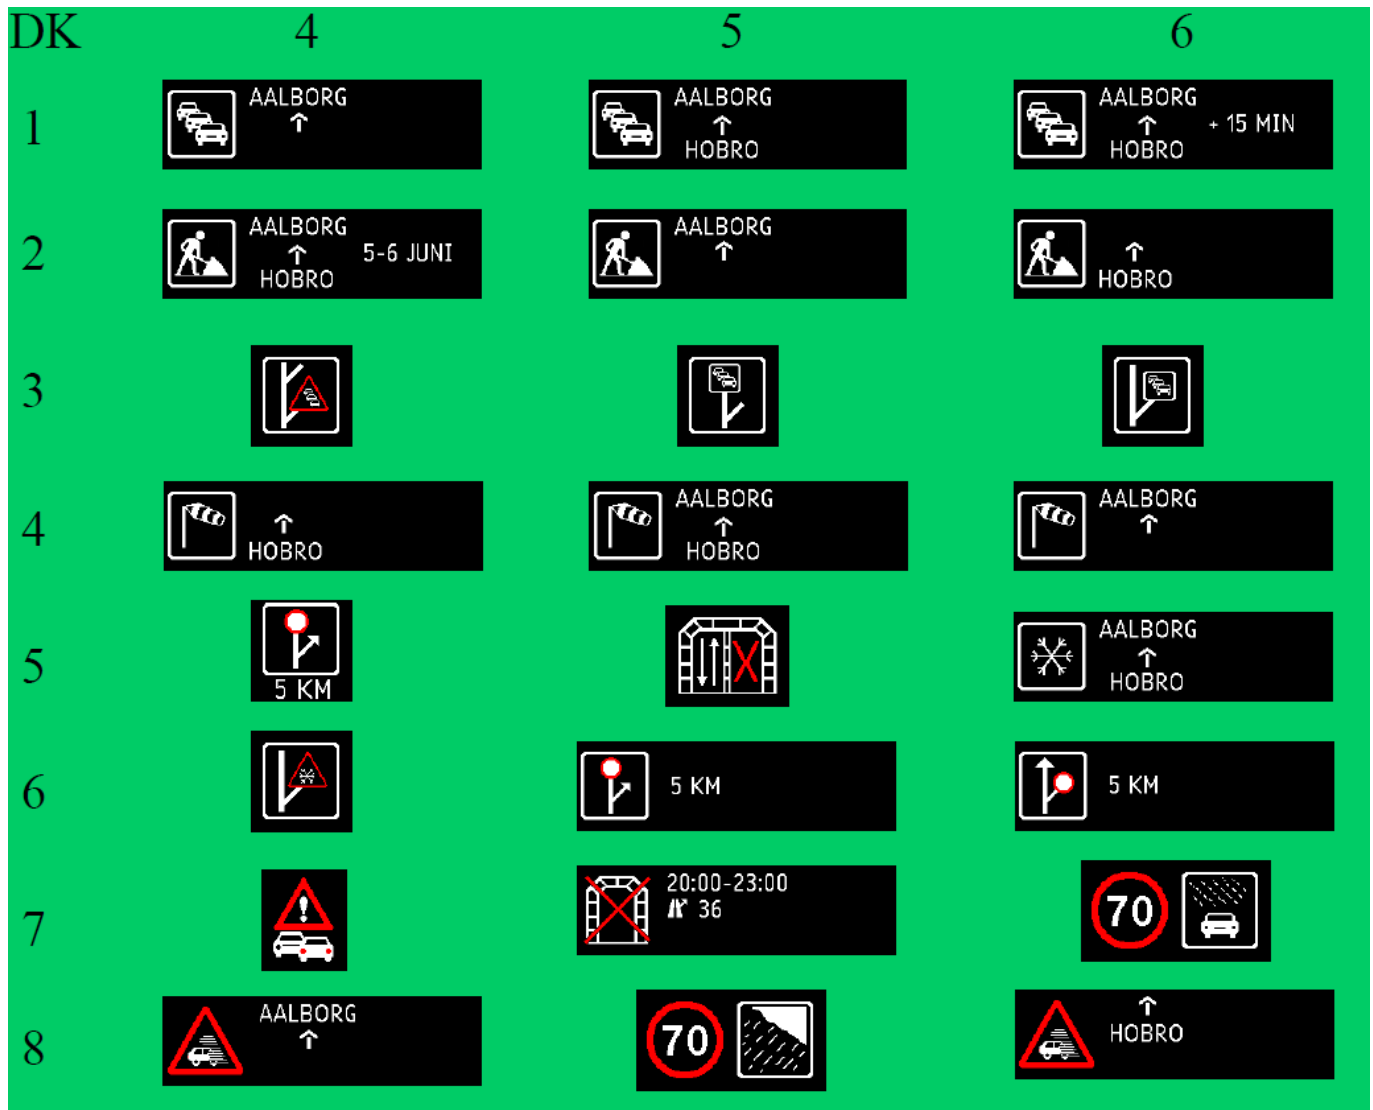 DK 4 5 6
1
AALBORG
↑
AALBORG
↑
HOBRO
AALBORG
↑ + 15 MIN
HOBRO
2
AALBORG
↑ 5-6 JUNI
HOBRO
AALBORG
↑
↑
HOBRO
3
4
↑
HOBRO
AALBORG
↑
HOBRO
AALBORG
↑
5
5 KM
AALBORG
↑
HOBRO
6
5 KM
5 KM
7
!
20:00-23:00
36
70
8
AALBORG
↑
70
↑
HOBRO